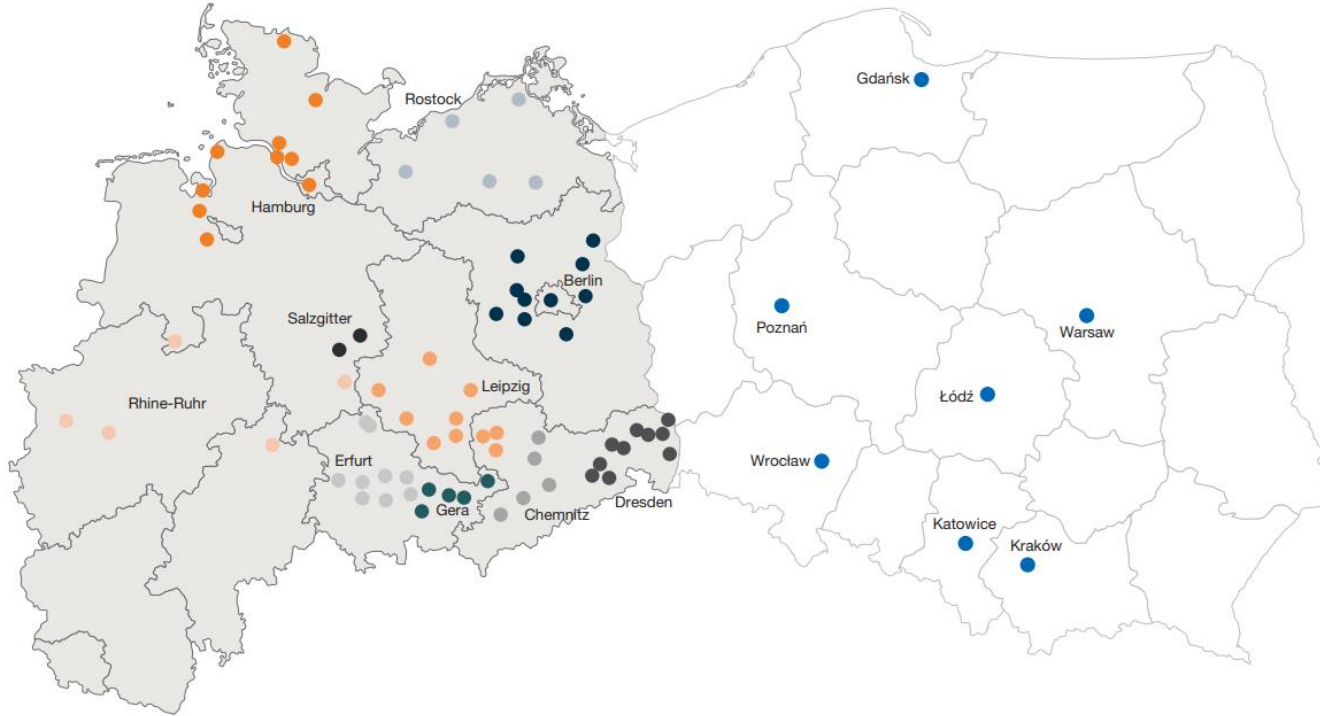 Gdańsk
Rostock
Hamburg
Berlin
Salzgitter
Poznań
Warsaw
Leipzig
Łódź
Rhine-Ruhr
Erfurt
Wrocław
Gera
Dresden
Chemnitz
Katowice
Kraków